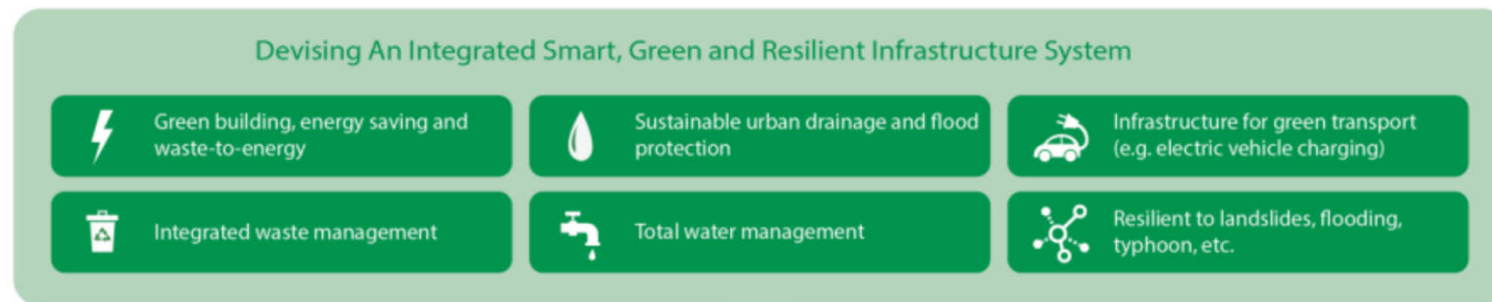 Devising An Integrated Smart, Green and Resilient Infrastructure System
Green building, energy saving and
waste-to-energy
Sustainable urban drainage and flood
protection
Infrastructure for green transport
(e.g. electric vehicle charging)
Integrated waste management
Total water management
Resilient to landslides, flooding,
typhoon, etc.